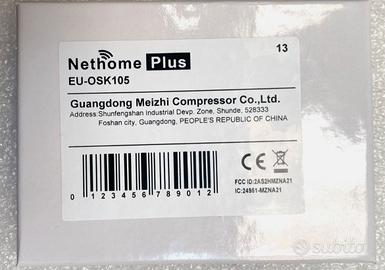 Nethome Plus
13
EU-OSK105
Guangdong Meizhi Compressor Co.,Ltd.
Address:Shunfengshan Industrial Devp. Zone, Shunde, 528333
Foshan city, Guangdong, PEOPLE'S REPUBLIC OF CHINA
0 123456 789012
CE
FCC ID:2AS2HMZNA21
IC:24951-MZNA21
subito